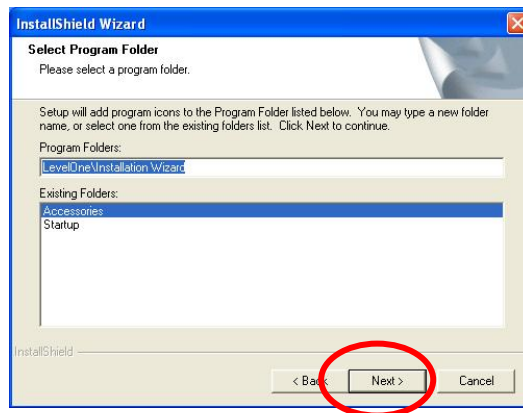 InstallShield Wizard
Select Program Folder
Please select a program folder.
Setup will add program icons to the Program Folder listed below. You may type a new folder
name, or select one from the existing folders list. Click Next to continue.
Program Folders:
LevelOne\Installation Wizard
Existing Folders:
Accessories
Startup
InstallShield
< Back
Next >
Cancel